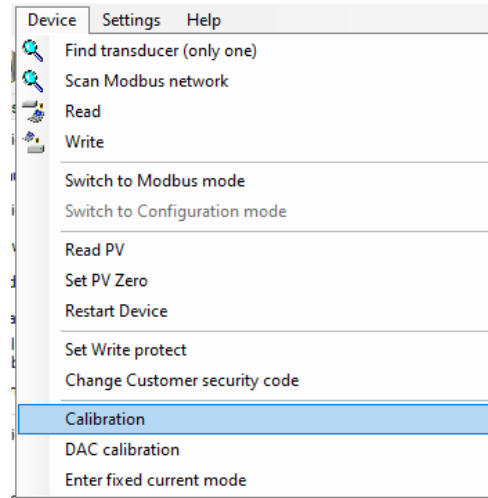 Device Settings Help
Find transducer (only one)
Scan Modbus network
Read
Write
Switch to Modbus mode
Switch to Configuration mode
Read PV
Set PV Zero
Restart Device
Set Write protect
Change Customer security code
Calibration
DAC calibration
Enter fixed current mode